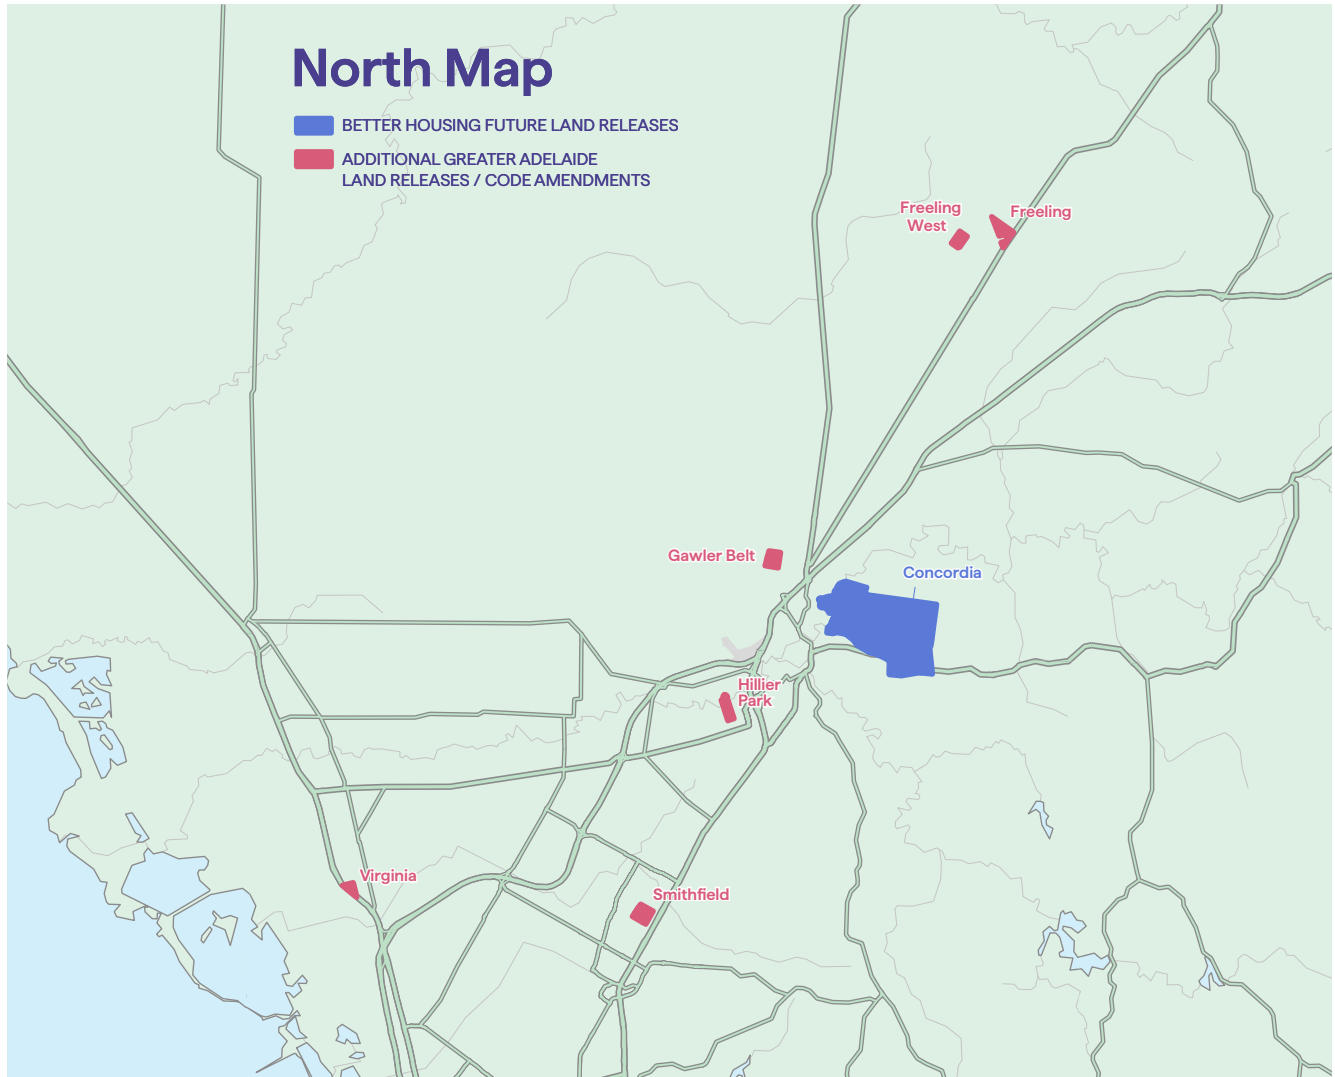 North Map
BETTER HOUSING FUTURE LAND RELEASES
ADDITIONAL GREATER ADELAIDE
LAND RELEASES / CODE AMENDMENTS
Freeling
West
Freeling
Gawler Belt
Concordia
Hillier
Park
Virginia
Smithfield